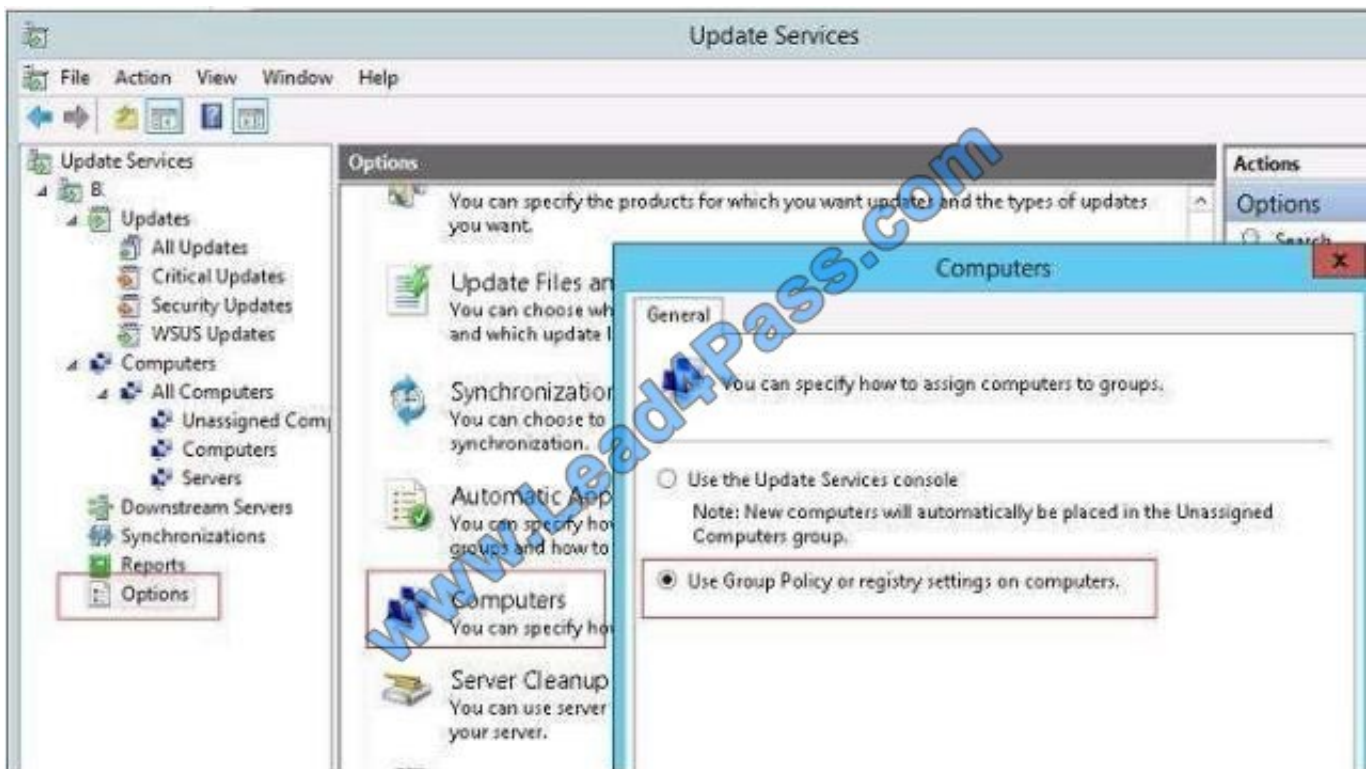 Update Services
File Action View Window Help
Update Services
B
Updates
All Updates
Critical Updates
Security Updates
WSUS Updates
Computers
All Computers
Unassigned Comp
Computers
Servers
Downstream Servers
Synchronizations
Reports
Options
Options
You can specify the products for which you want updates and the types of updates
you want.
Update Files an
You can choose wh
and which update l
Synchronization
You can choose to
synchronization.
Automatic App
You can specify how
groups and how to
Computers
You can specify how
Server Cleanup
You can use server
your server.
Actions
Options
Search
Computers
General
You can specify how to assign computers to groups.
Use the Update Services console
Note: New computers will automatically be placed in the Unassigned
Computers group.
Use Group Policy or registry settings on computers.
www.Lead4Pass.com